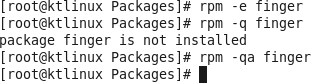 [root@ktlinux Packages]# rpm -e finger
[root@ktlinux Packages]# rpm -q finger
package finger is not installed
[root@ktlinux Packages]# rpm -qa finger
[root@ktlinux Packages]#